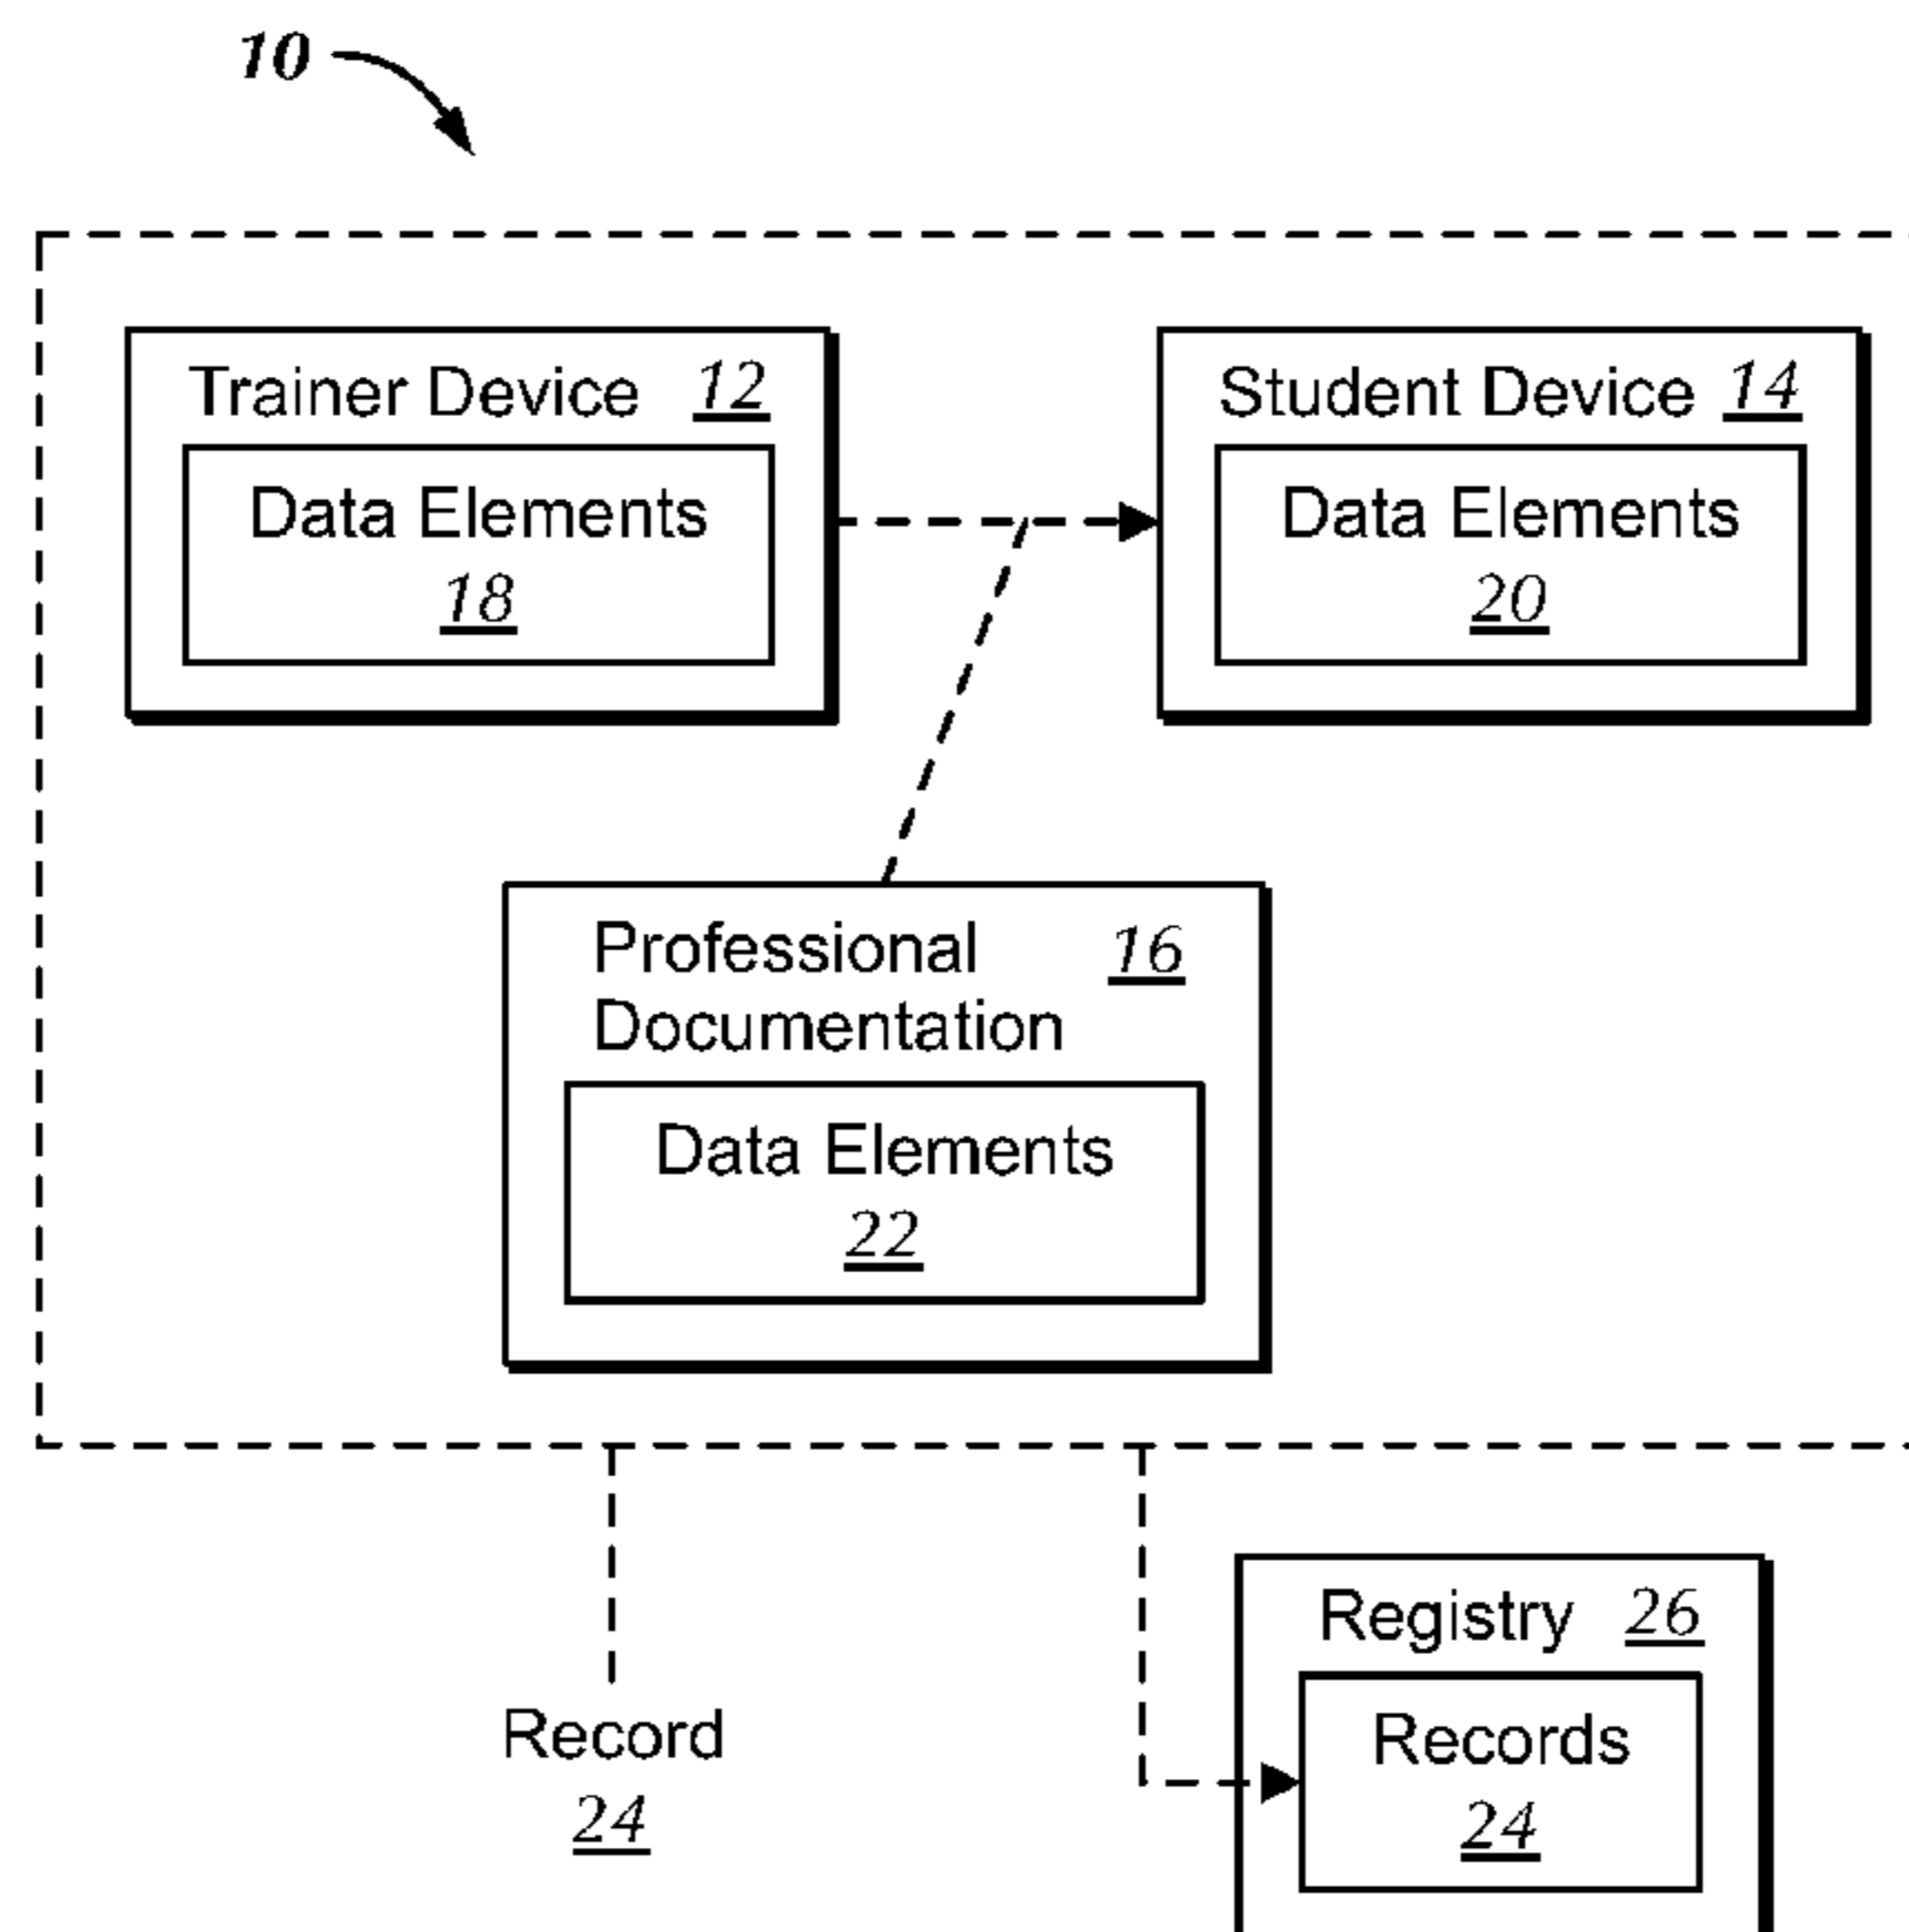 10
Trainer Device 12
Data Elements
18
Student Device 14
Data Elements
20
Professional 16
Documentation
Data Elements
22
Record
24
Registry 26
Records
24